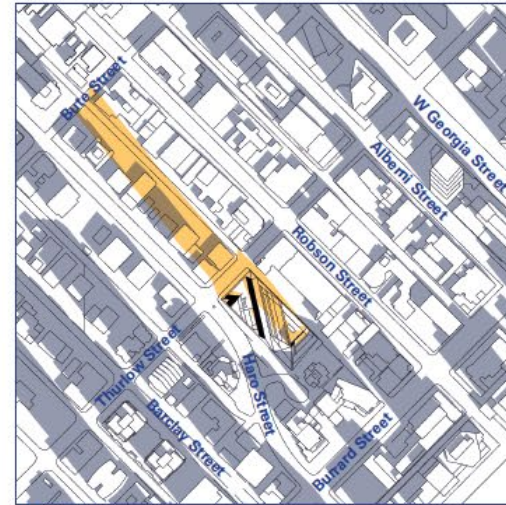 Bute Street
W Georgia Street
Alberni Street
Robson Street
Thurlow Street
Haro Street
Barclay Street
Burrard Street